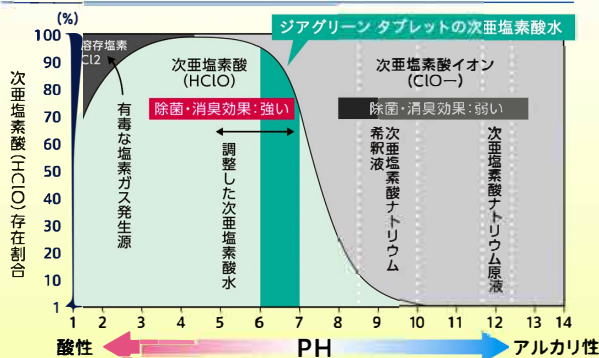 (%)
ジアグリーン タブレットの次亜塩素酸水
100
90
80
70
60
50
40
30
20
10
1
次亜塩素酸(HClO)存在割合
溶存塩素
Cl2
有毒な塩素ガス発生源
次亜塩素酸
(HClO)
除菌・消臭効果:強い
調整した次亜塩素酸水
次亜塩素酸イオン
(ClOー)
除菌・消臭効果:弱い
次亜塩素酸ナトリウム
希釈液
次亜塩素酸ナトリウム原液
1 2 3 4 5 6 7 8 9 10 11 12 13 14
酸性 PH アルカリ性